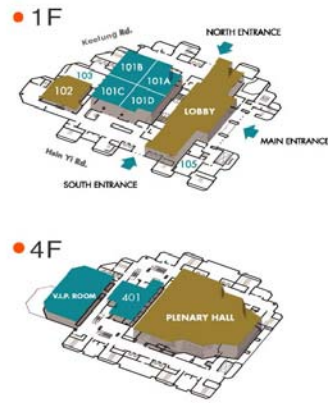 1F
Keelung Rd.
NORTH ENTRANCE
103
101B
101A
102
101C
101D
LOBBY
Hsin Yi Rd.
MAIN ENTRANCE
105
SOUTH ENTRANCE
4F
V.I.P. ROOM
401
PLENARY HALL